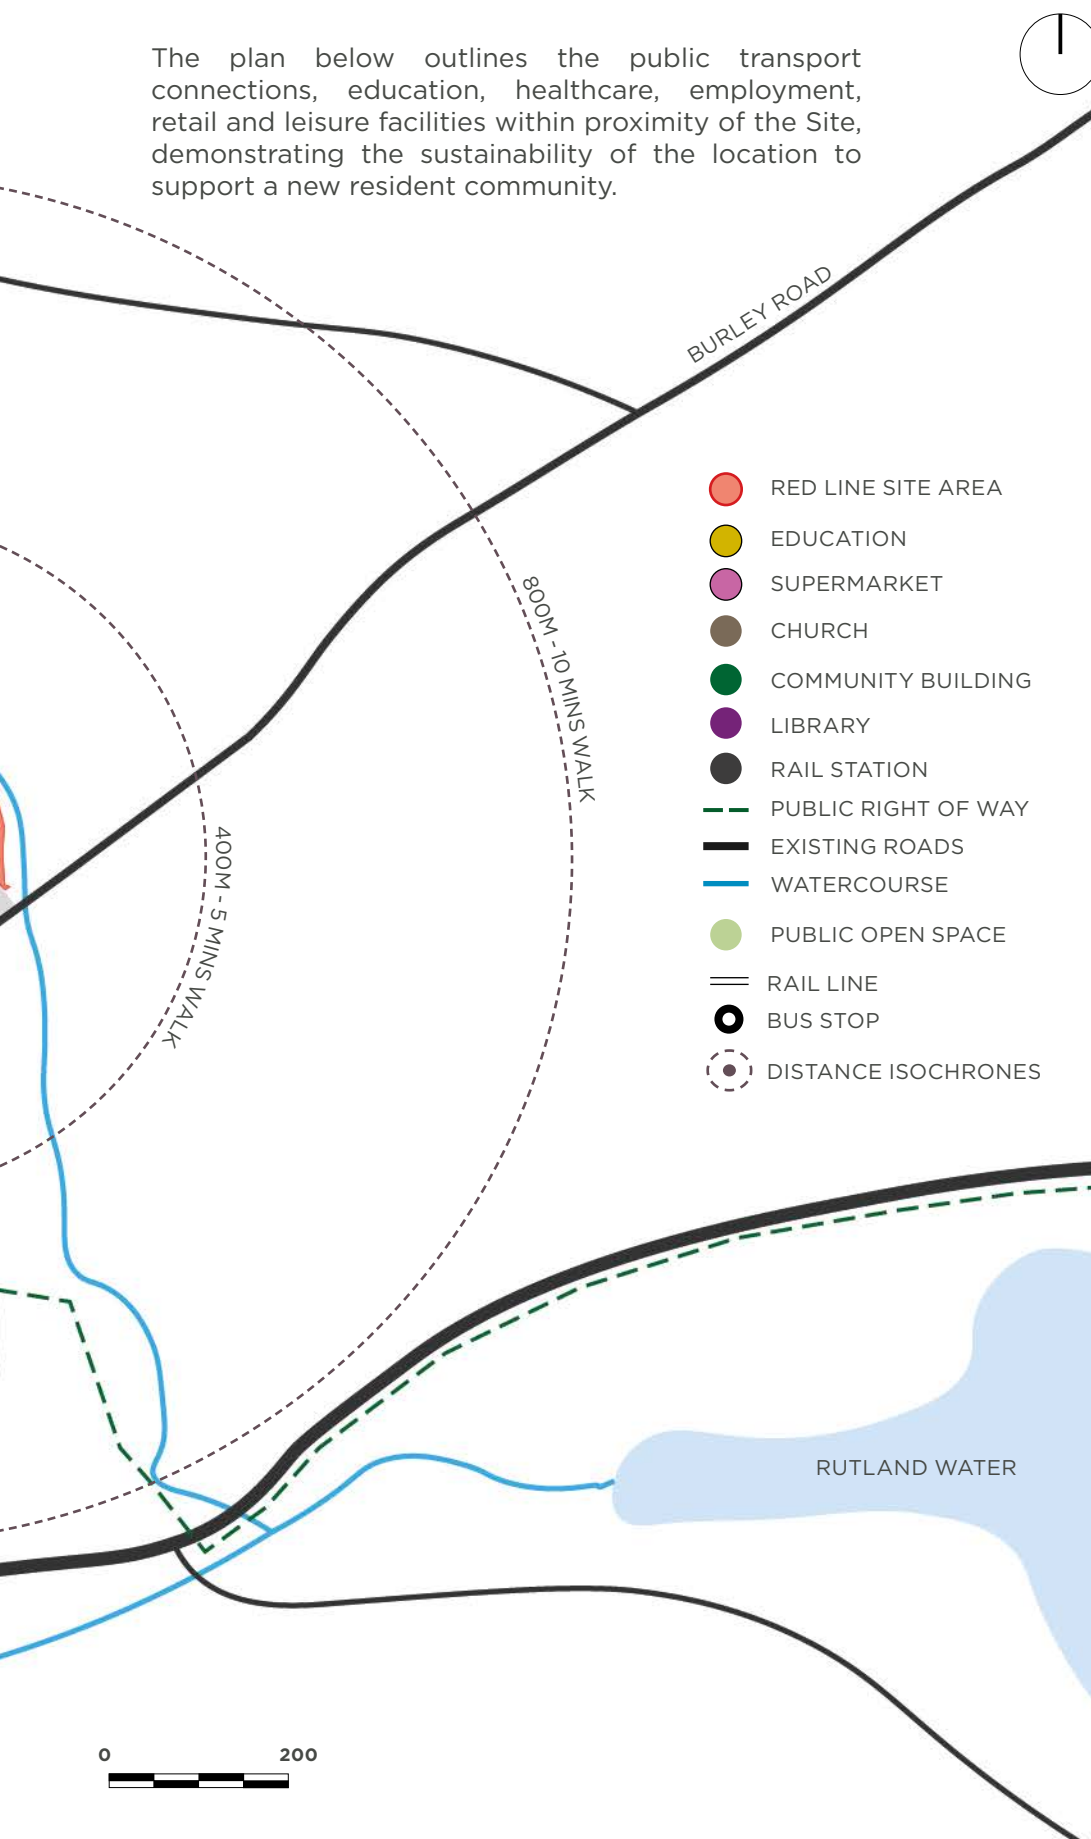 The plan below outlines the public transport
connections, education, healthcare, employment,
retail and leisure facilities within proximity of the Site,
demonstrating the sustainability of the location to
support a new resident community.
BURLEY ROAD
RED LINE SITE AREA
EDUCATION
SUPERMARKET
CHURCH
COMMUNITY BUILDING
LIBRARY
RAIL STATION
PUBLIC RIGHT OF WAY
EXISTING ROADS
WATERCOURSE
PUBLIC OPEN SPACE
RAIL LINE
BUS STOP
DISTANCE ISOCHRONES
800M - 10 MINS WALK
400M - 5 MINS WALK
RUTLAND WATER
0 200